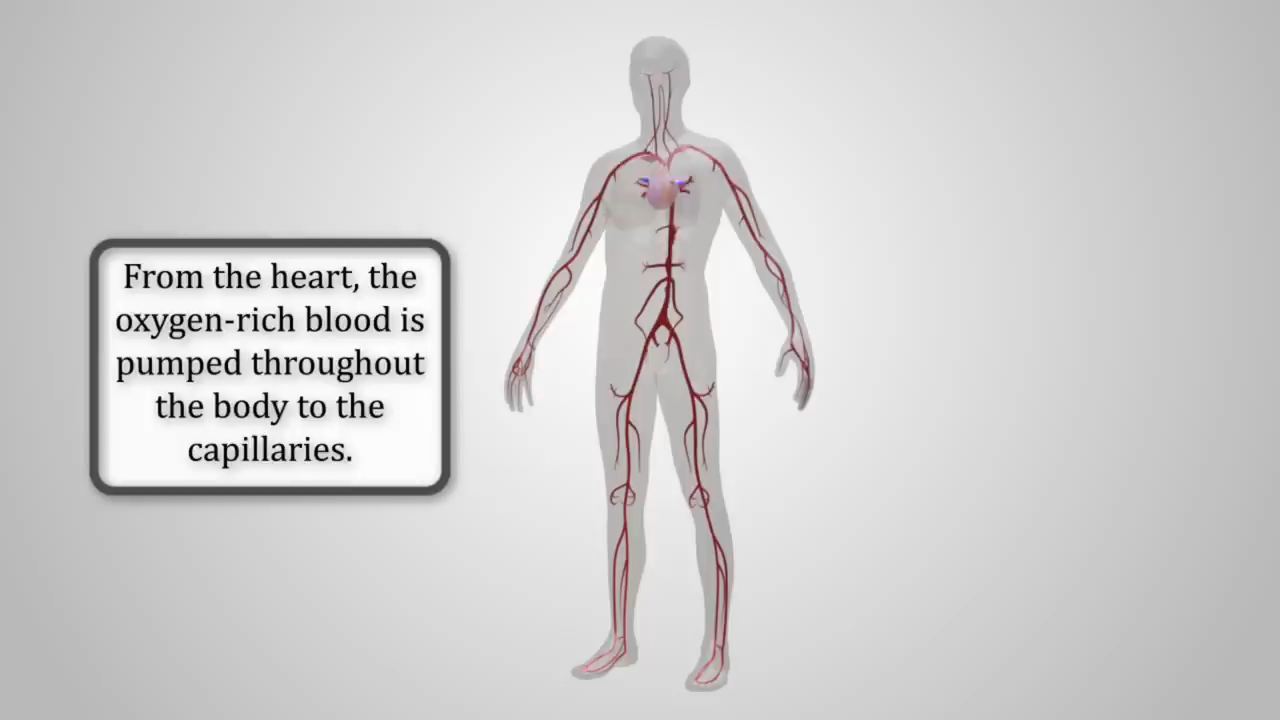 From the heart, the
oxygen-rich blood is
pumped throughout
the body to the
capillaries.